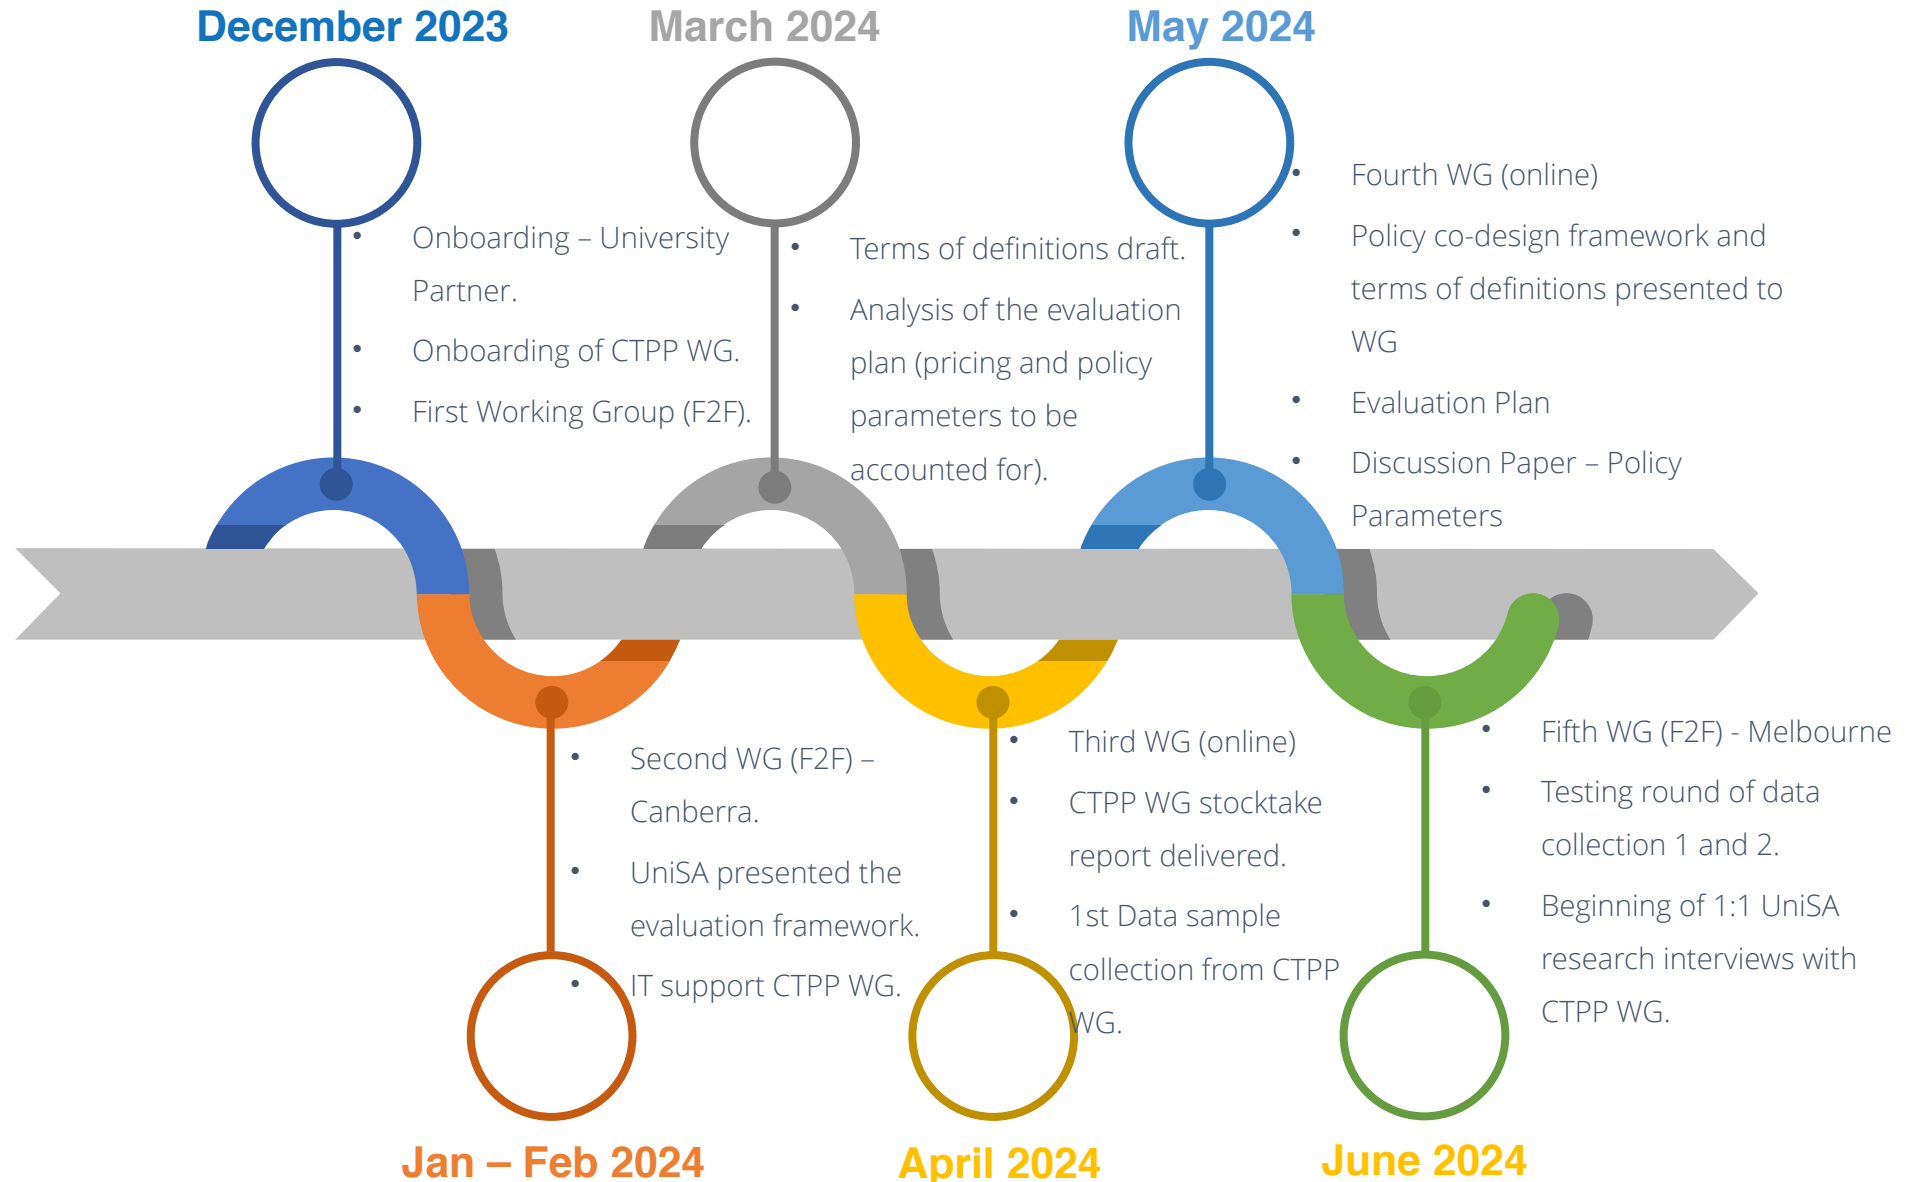 December 2023
• Onboarding – University
Partner.
• Onboarding of CTPP WG.
• First Working Group (F2F).
March 2024
• Terms of definitions draft.
• Analysis of the evaluation
plan (pricing and policy
parameters to be
accounted for).
May 2024
• Fourth WG (online)
• Policy co-design framework and
terms of definitions presented to
WG
• Evaluation Plan
• Discussion Paper – Policy
Parameters
• Second WG (F2F) –
Canberra.
• UniSA presented the
evaluation framework.
• IT support CTPP WG.
Jan – Feb 2024
• Third WG (online)
• CTPP WG stocktake
report delivered.
• 1st Data sample
collection from CTPP
WG.
April 2024
• Fifth WG (F2F) - Melbourne
• Testing round of data
collection 1 and 2.
• Beginning of 1:1 UniSA
research interviews with
CTPP WG.
June 2024